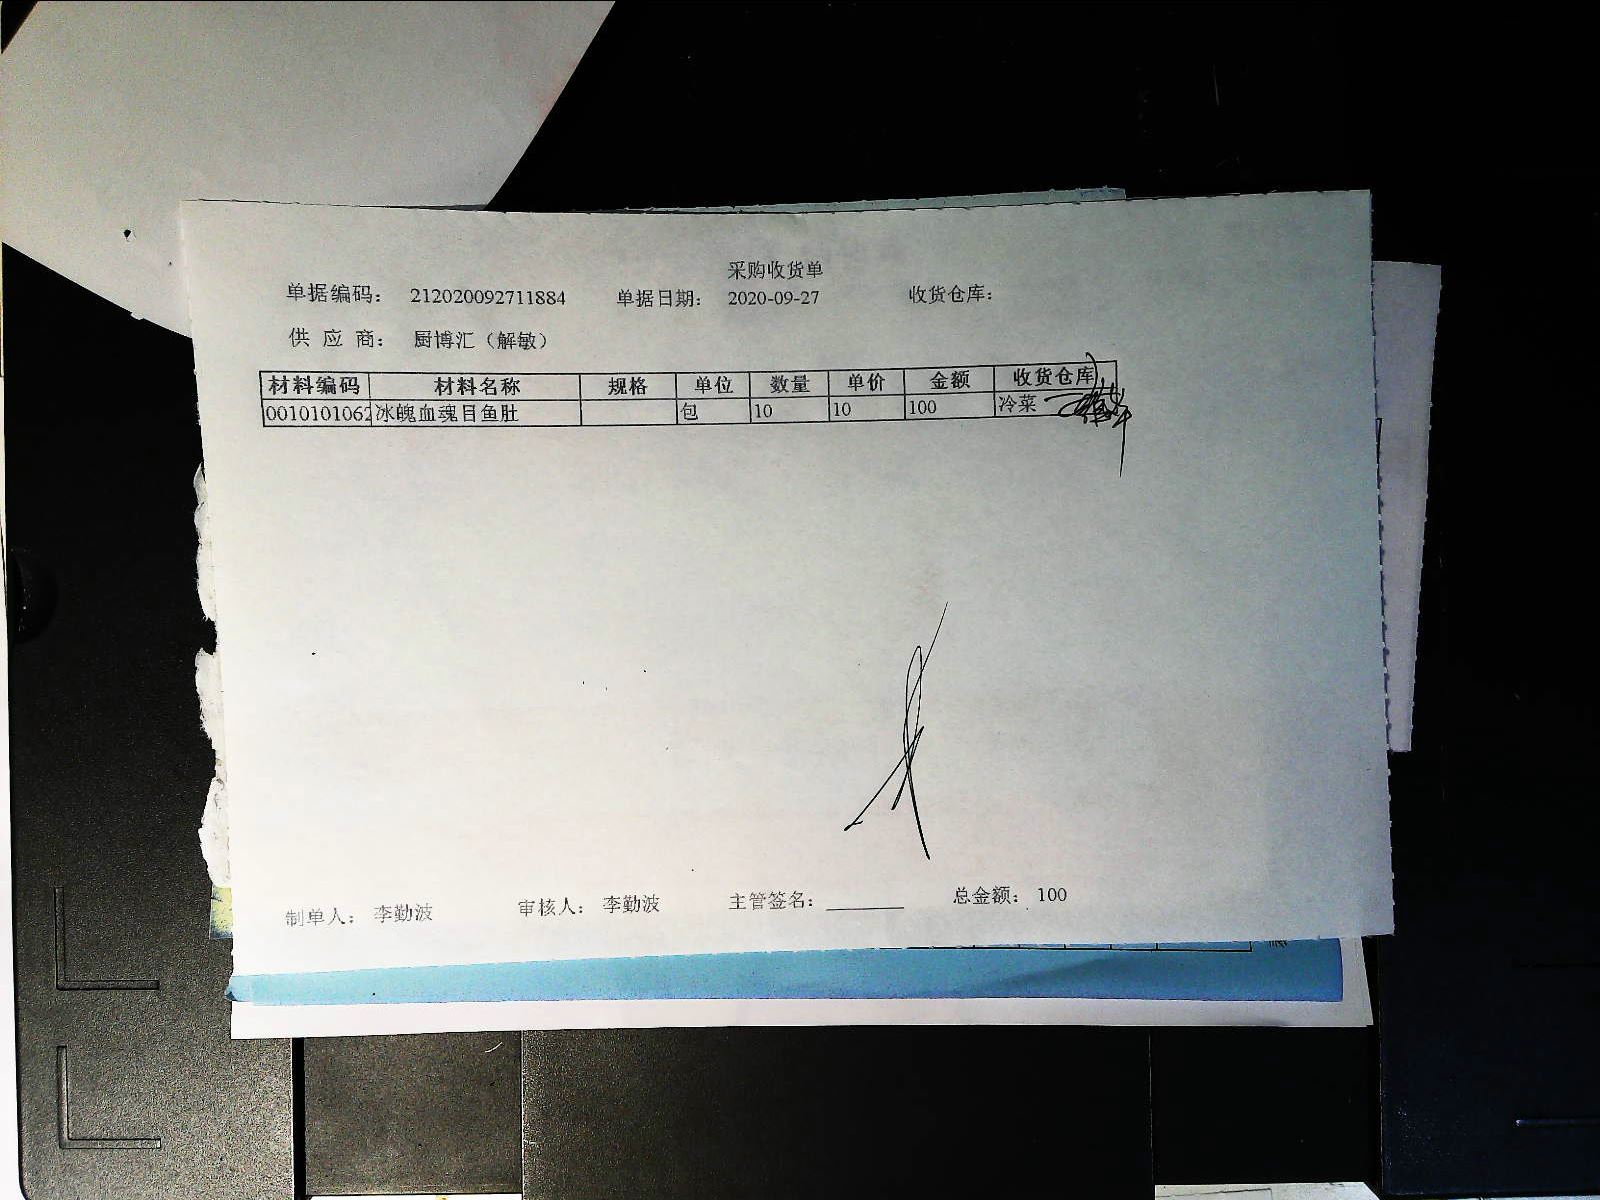 采购收货单
单据编码： 212020092711884 单据日期： 2020-09-27 收货仓库：
供 应 商： 厨博汇（解敏）
材料编码 材料名称 规格 单位 数量 单价 金额 收货仓库
0010101062 冰魄血魂目鱼肚 包 10 10 100 冷菜
制单人： 李勤波 审核人： 李勤波 主管签名： 总金额： 100